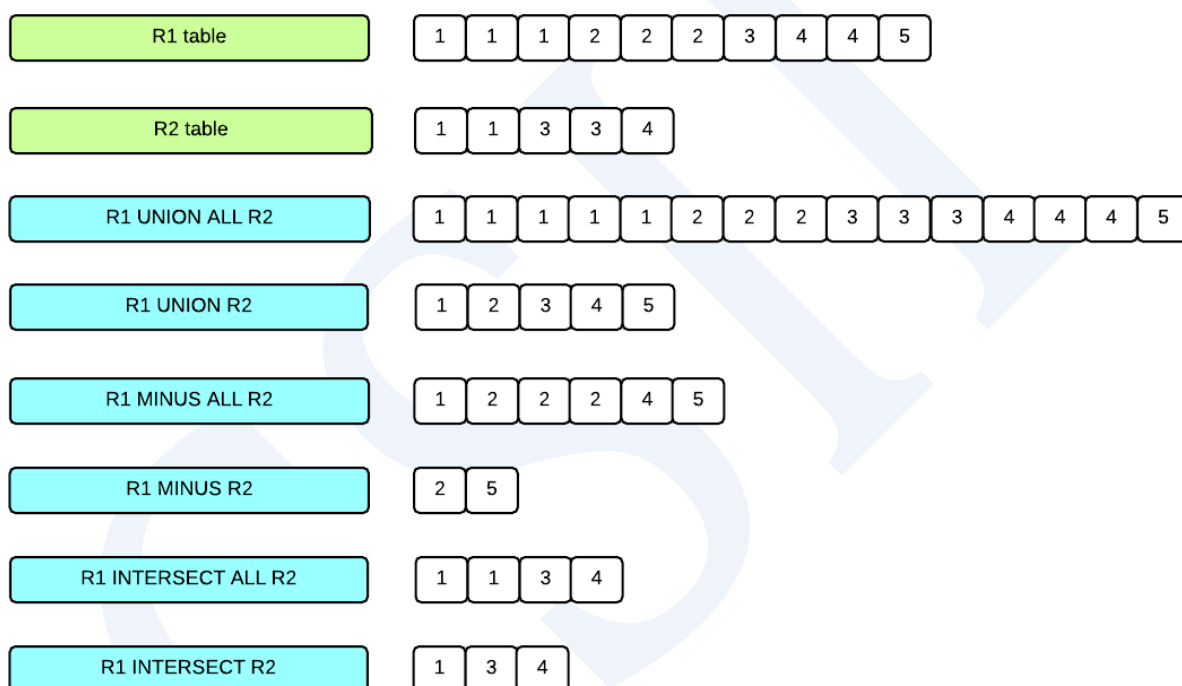 R1 table 1 1 1 2 2 2 3 4 4 5
R2 table 1 1 3 3 4
R1 UNION ALL R2 1 1 1 1 1 2 2 2 3 3 3 4 4 4 5
R1 UNION R2 1 2 3 4 5
R1 MINUS ALL R2 1 2 2 2 4 5
R1 MINUS R2 2 5
R1 INTERSECT ALL R2 1 1 3 4
R1 INTERSECT R2 1 3 4